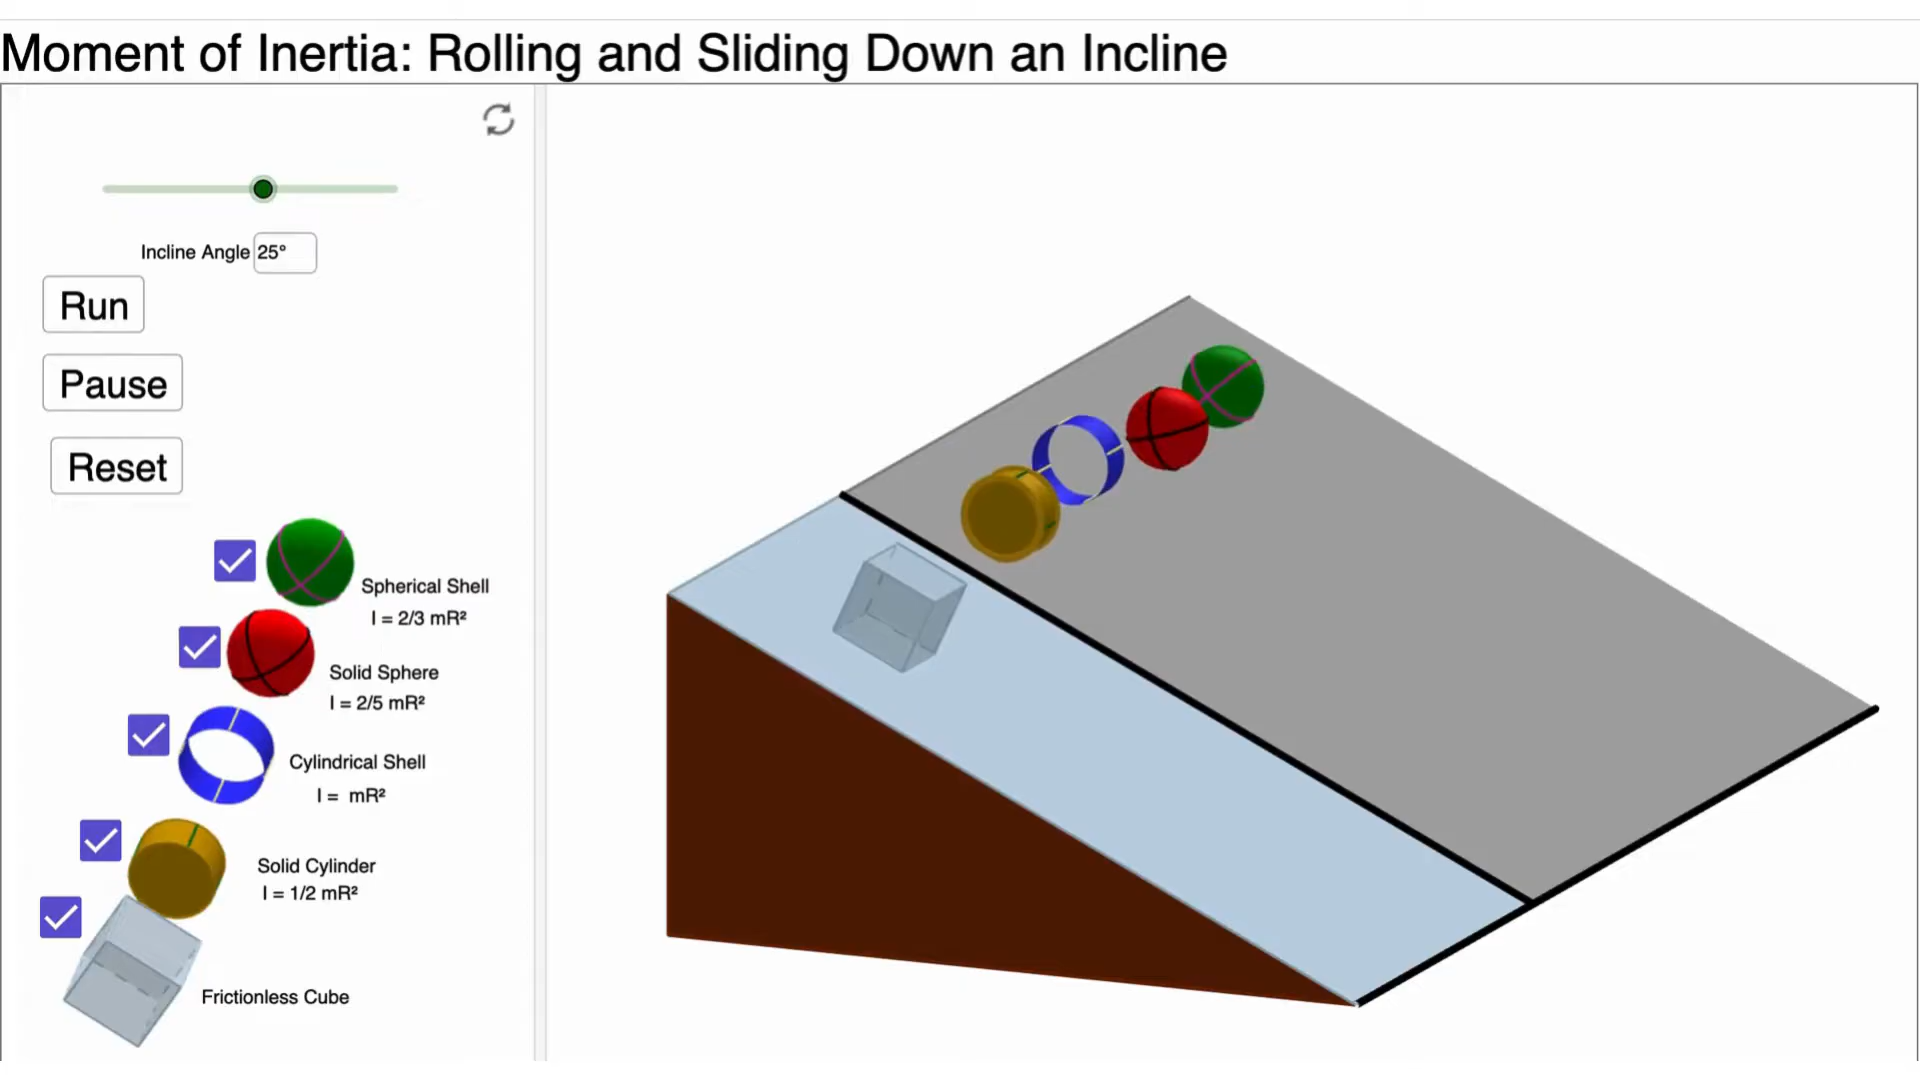 Moment of Inertia: Rolling and Sliding Down an Incline
Incline Angle 25°
Run
Pause
Reset
Spherical Shell
I = 2/3 mR²
Solid Sphere
I = 2/5 mR²
Cylindrical Shell
I =  mR²
Solid Cylinder
I = 1/2 mR²
Frictionless Cube